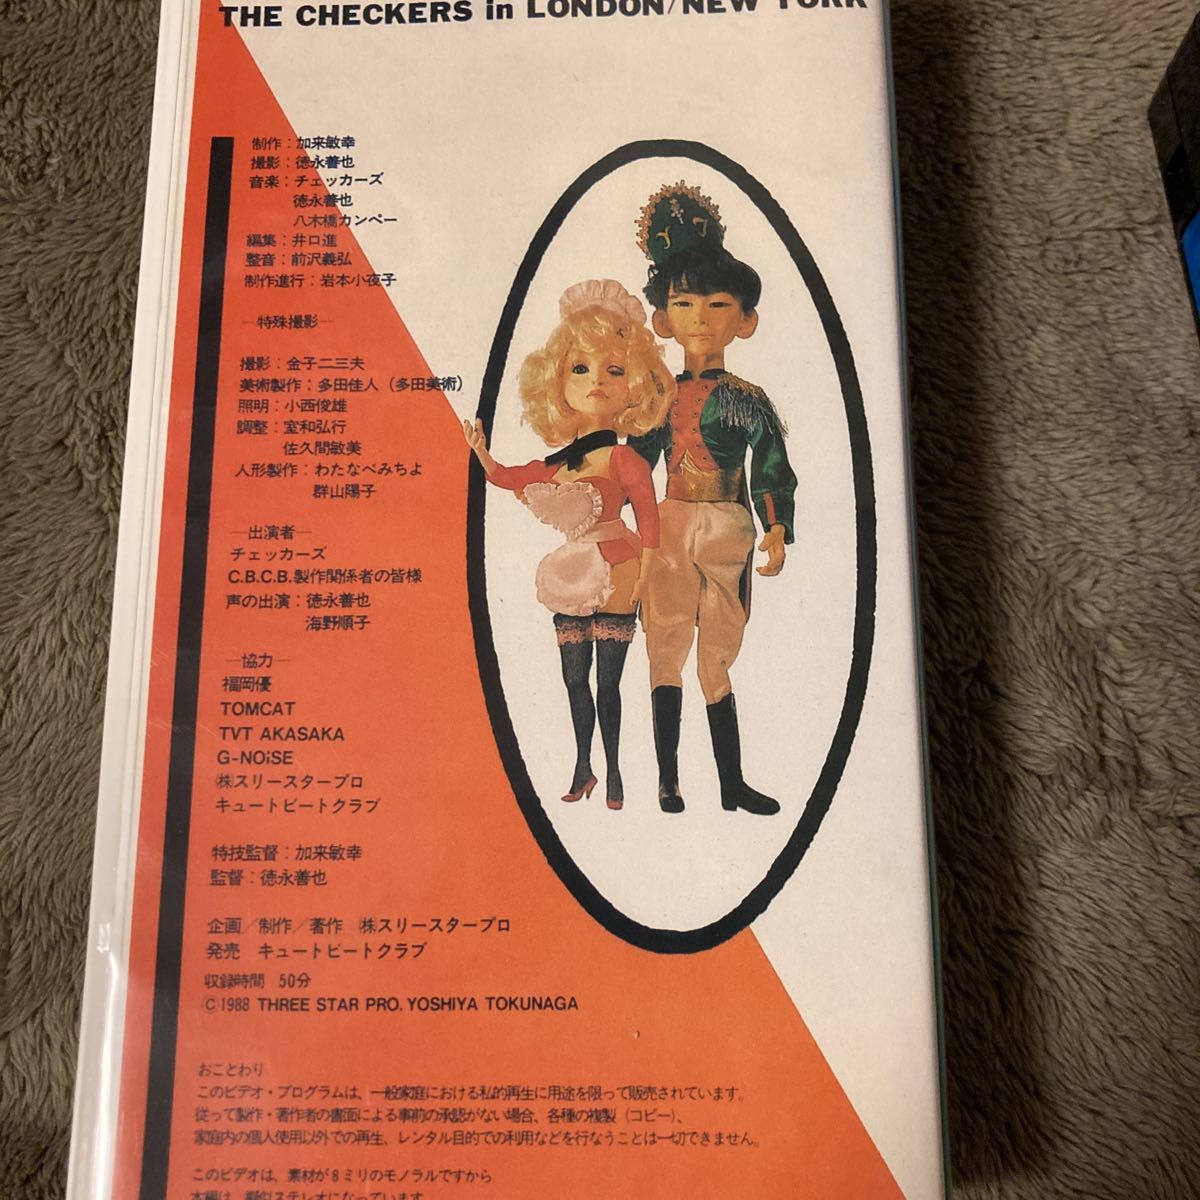 THE CHECKERS in LONDON/NEW YORK
制作：加来敏幸
撮影：徳永善也
音楽：チェッカーズ
徳永善也
八木橋カンペー
編集：井口進
整音：前沢義弘
制作進行：岩本小夜子
―特殊撮影―
撮影：金子二三夫
美術製作：多田佳人（多田美術）
照明：小西俊雄
調整：室和弘行
佐久間敏美
人形製作：わたなべみちよ
群山陽子
―出演者―
チェッカーズ
C.B.C.B.製作関係者の皆様
声の出演：徳永善也
海野順子
―協力―
福岡優
TOMCAT
TVT AKASAKA
G-NOiSE
㈱スリースタープロ
キュートビートクラブ
特技監督：加来敏幸
監督：徳永善也
企画／制作／著作　㈱スリースタープロ
発売　キュートビートクラブ
収録時間　50分
©1988 THREE STAR PRO. YOSHIYA TOKUNAGA
おことわり
このビデオ・プログラムは、一般家庭における私的再生に用途を限って販売されています。
従って製作・著作者の書面による事前の承認がない場合、各種の複製（コピー）、
家庭内の個人使用以外での再生、レンタル目的での利用などを行なうことは一切できません。
このビデオは、素材が8ミリのモノラルですから
本編は、擬似ステレオになっています